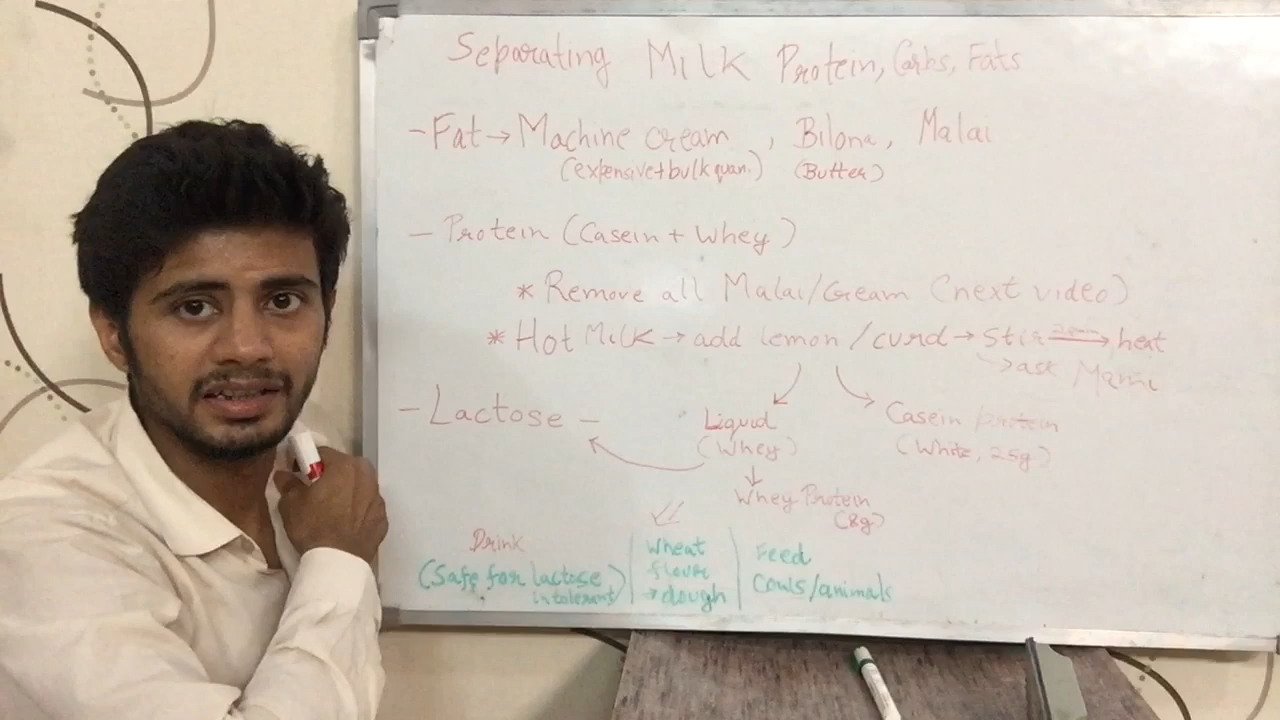 Separating Milk Protein, Carbs, Fats
- Fat → Machine cream , Bilona, Malai
(expensive + bulk quan.) (Butter)
- Protein (Casein + Whey)
* Remove all Malai/Cream (next video)
* Hot Milk → add lemon / curd → Stir → heat
→ ask
- Lactose -
Liquid
(Whey)
Casein protein
(White, 25g)
Whey Protein
(8g)
Drink
(Safe for lactose
intolerant)
Wheat
flour
→ dough
Feed
Cows/animals